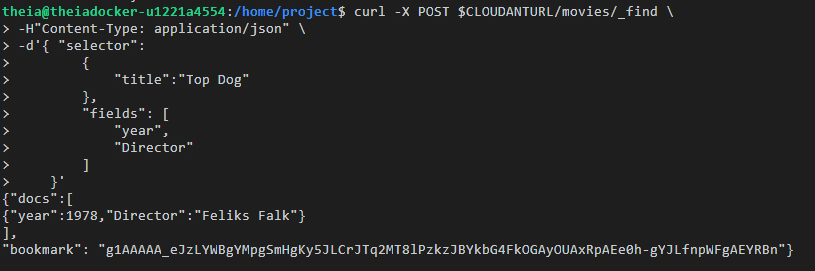 theia@theiadocker-u1221a4554:/home/project$ curl -X POST $CLOUDANTURL/movies/_find \
> -H"Content-Type: application/json" \
> -d'{ "selector":
>         {
>             "title":"Top Dog"
>         },
>         "fields": [
>             "year",
>             "Director"
>         ]
>     }'
{"docs":[
{"year":1978,"Director":"Feliks Falk"}
],
"bookmark": "g1AAAAA_eJzLYWBgYMpgSmHgKy5JLCrJTq2MT8lPzkzJBYkbG4FkOGAyOUAxRpAEe0h-gYJLfnpWFgAEYRBn"}